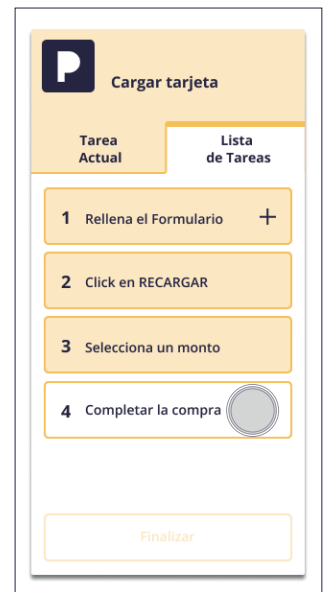 P
Cargar tarjeta
Tarea
Actual
Lista
de Tareas
1 Rellena el Formulario +
2 Click en RECARGAR
3 Selecciona un monto
4 Completar la compra
Finalizar